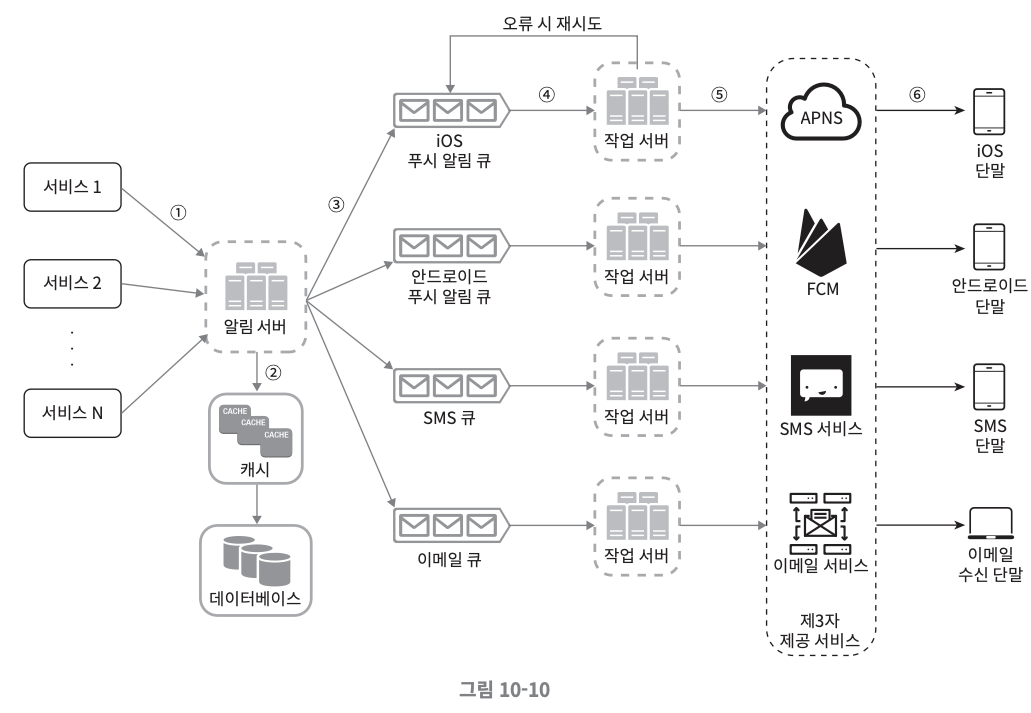 오류 시 재시도
서비스 1
서비스 2
.
.
.
서비스 N
①
알림 서버
②
CACHE
CACHE
CACHE
캐시
데이터베이스
③
iOS
푸시 알림 큐
④
작업 서버
⑤
APNS
⑥
iOS
단말
안드로이드
푸시 알림 큐
작업 서버
FCM
안드로이드
단말
SMS 큐
작업 서버
SMS 서비스
SMS
단말
이메일 큐
작업 서버
이메일 서비스
이메일
수신 단말
제3자
제공 서비스
그림 10-10